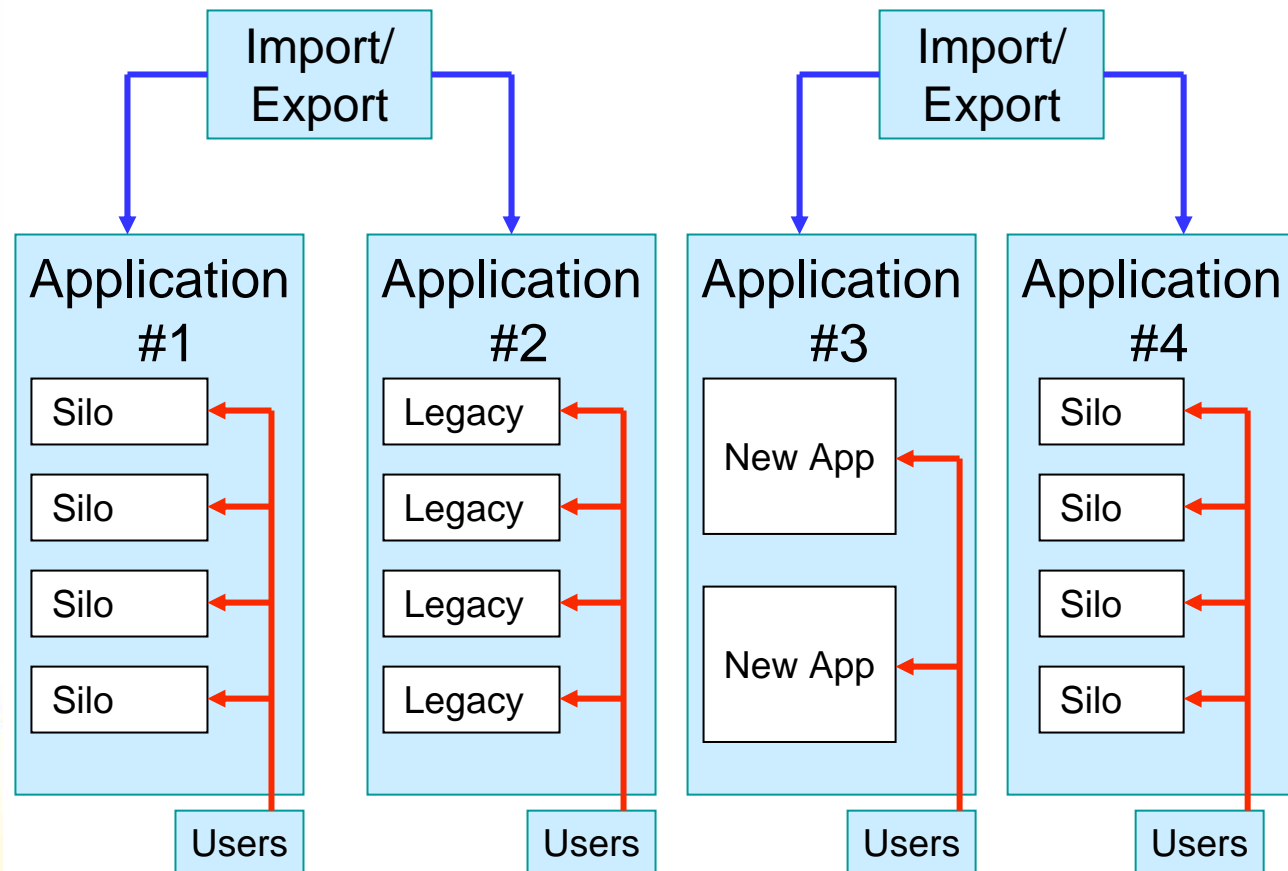 Import/
Export
Import/
Export
Application
#1
Silo
Silo
Silo
Silo
Users
Application
#2
Legacy
Legacy
Legacy
Legacy
Users
Application
#3
New App
New App
Users
Application
#4
Silo
Silo
Silo
Silo
Users